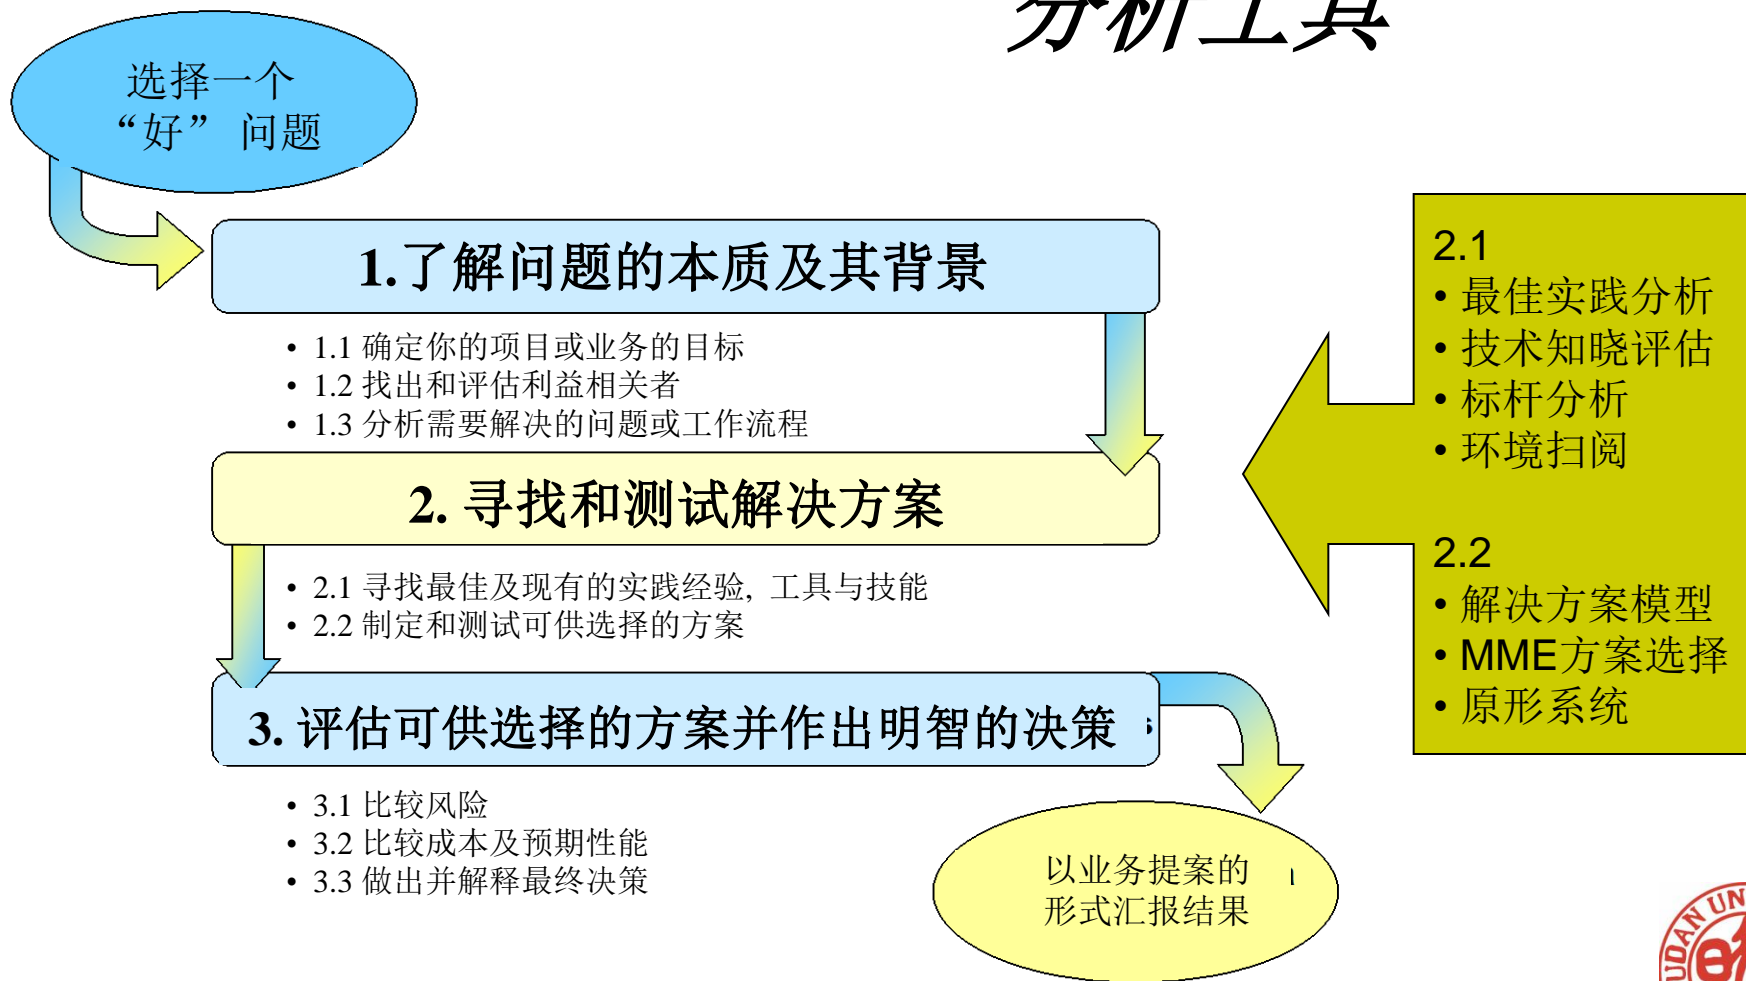 分析工具
选择一个
“好” 问题
1.了解问题的本质及其背景
• 1.1 确定你的项目或业务的目标
• 1.2 找出和评估利益相关者
• 1.3 分析需要解决的问题或工作流程
2. 寻找和测试解决方案
• 2.1 寻找最佳及现有的实践经验, 工具与技能
• 2.2 制定和测试可供选择的方案
3. 评估可供选择的方案并作出明智的决策
• 3.1 比较风险
• 3.2 比较成本及预期性能
• 3.3 做出并解释最终决策
以业务提案的
形式汇报结果
2.1
• 最佳实践分析
• 技术知晓评估
• 标杆分析
• 环境扫阅
2.2
• 解决方案模型
• MME方案选择
• 原形系统
UDAN UN